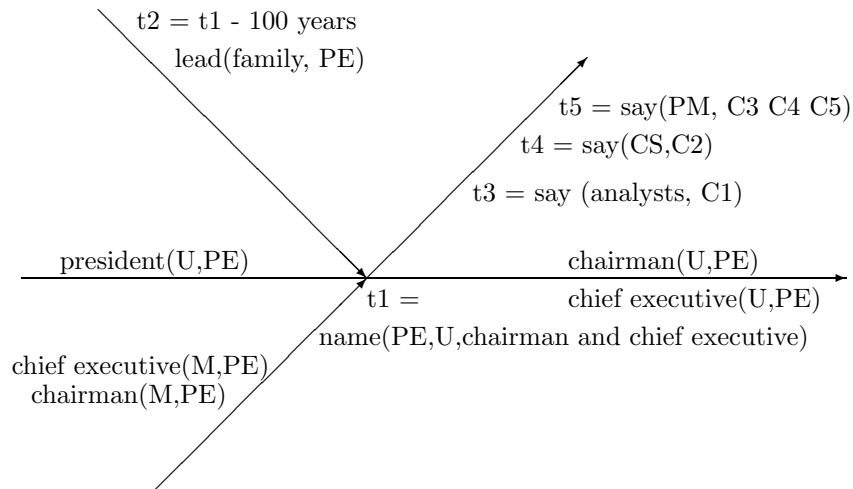 t2 = t1 - 100 years
lead(family, PE)
t5 = say(PM, C3 C4 C5)
t4 = say(CS,C2)
t3 = say (analysts, C1)
president(U,PE)
chairman(U,PE)
t1 =
chief executive(U,PE)
name(PE,U,chairman and chief executive)
chief executive(M,PE)
chairman(M,PE)